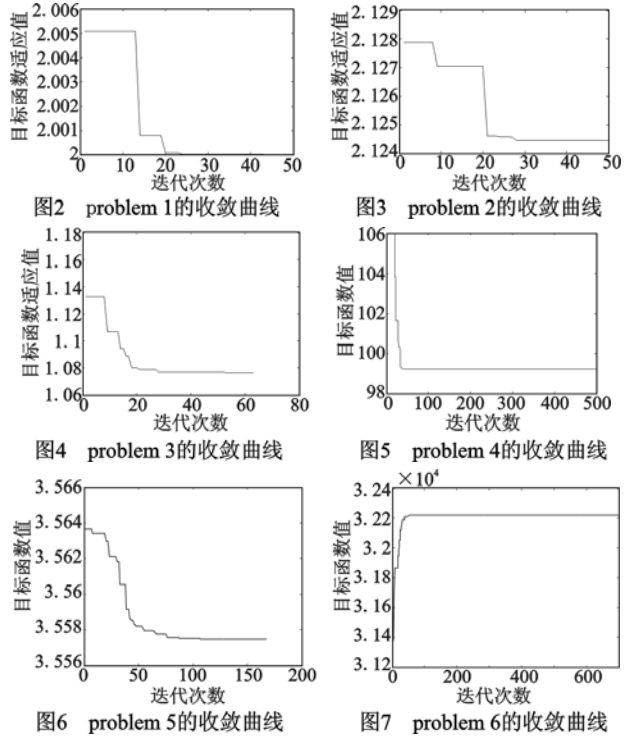 2.006
2.005
2.004
2.003
2.002
2.001
2
目标函数适应值
0 10 20 30 40 50
迭代次数
图2 problem 1的收敛曲线
2.129
2.128
2.127
2.126
2.125
2.124
目标函数适应值
0 10 20 30 40 50
迭代次数
图3 problem 2的收敛曲线
1.18
1.16
1.14
1.12
1.1
1.08
1.06
目标函数适应值
0 20 40 60 80
迭代次数
图4 problem 3的收敛曲线
106
104
102
100
98
目标函数值
100 200 300 400 500
迭代次数
图5 problem 4的收敛曲线
3.566
3.564
3.562
3.56
3.558
3.556
目标函数值
0 50 100 150 200
迭代次数
图6 problem 5的收敛曲线
×10⁴
3.24
3.22
3.2
3.18
3.16
3.14
3.12
目标函数值
0 200 400 600
迭代次数
图7 problem 6的收敛曲线